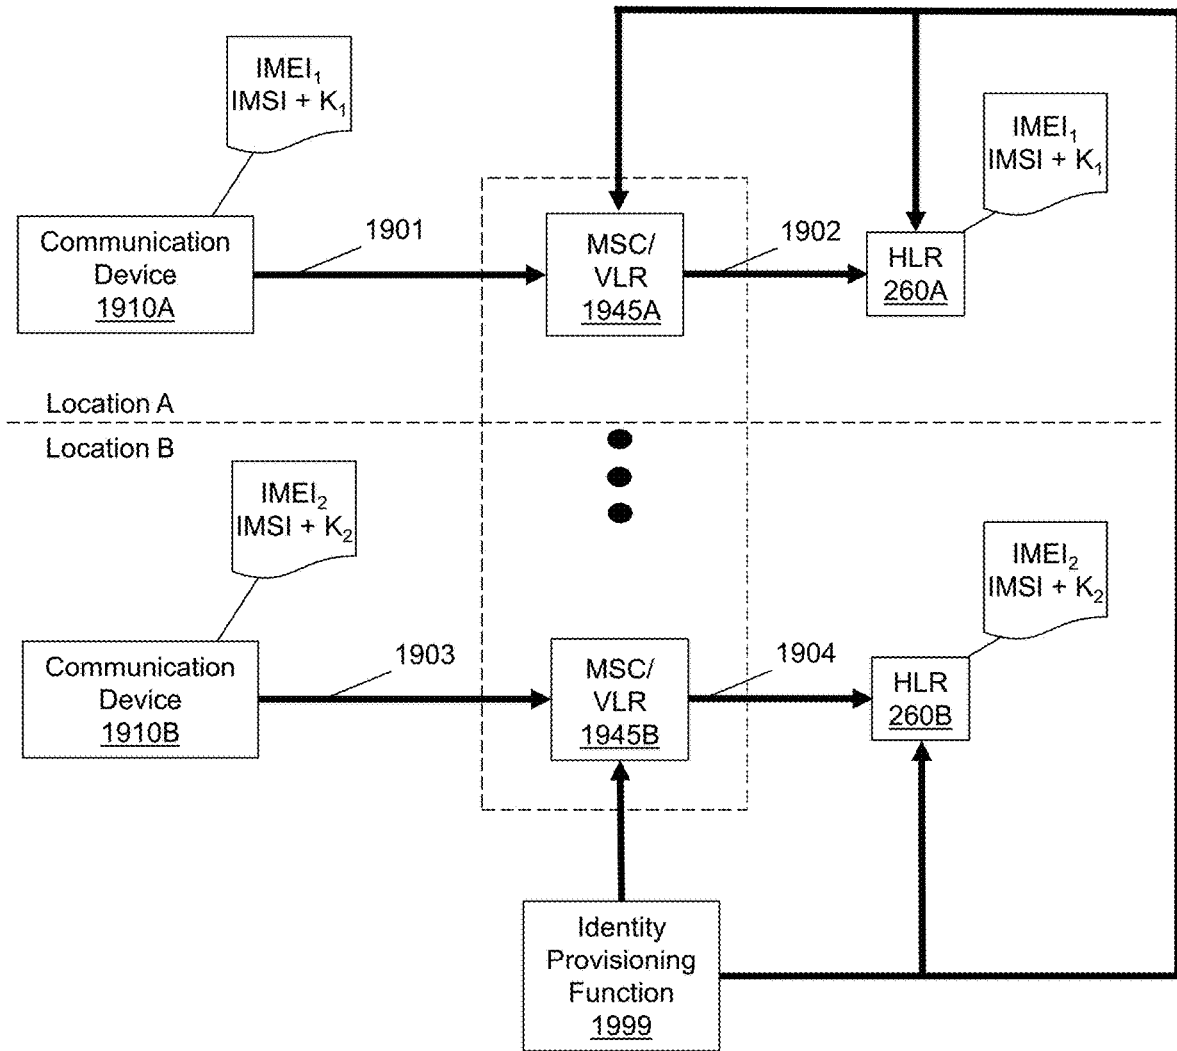 IMEI₁
IMSI + K₁
IMEI₁
IMSI + K₁
Communication
Device
1910A
1901
MSC/
VLR
1945A
1902
HLR
260A
Location A
Location B
IMEI₂
IMSI + K₂
IMEI₂
IMSI + K₂
Communication
Device
1910B
1903
MSC/
VLR
1945B
1904
HLR
260B
Identity
Provisioning
Function
1999